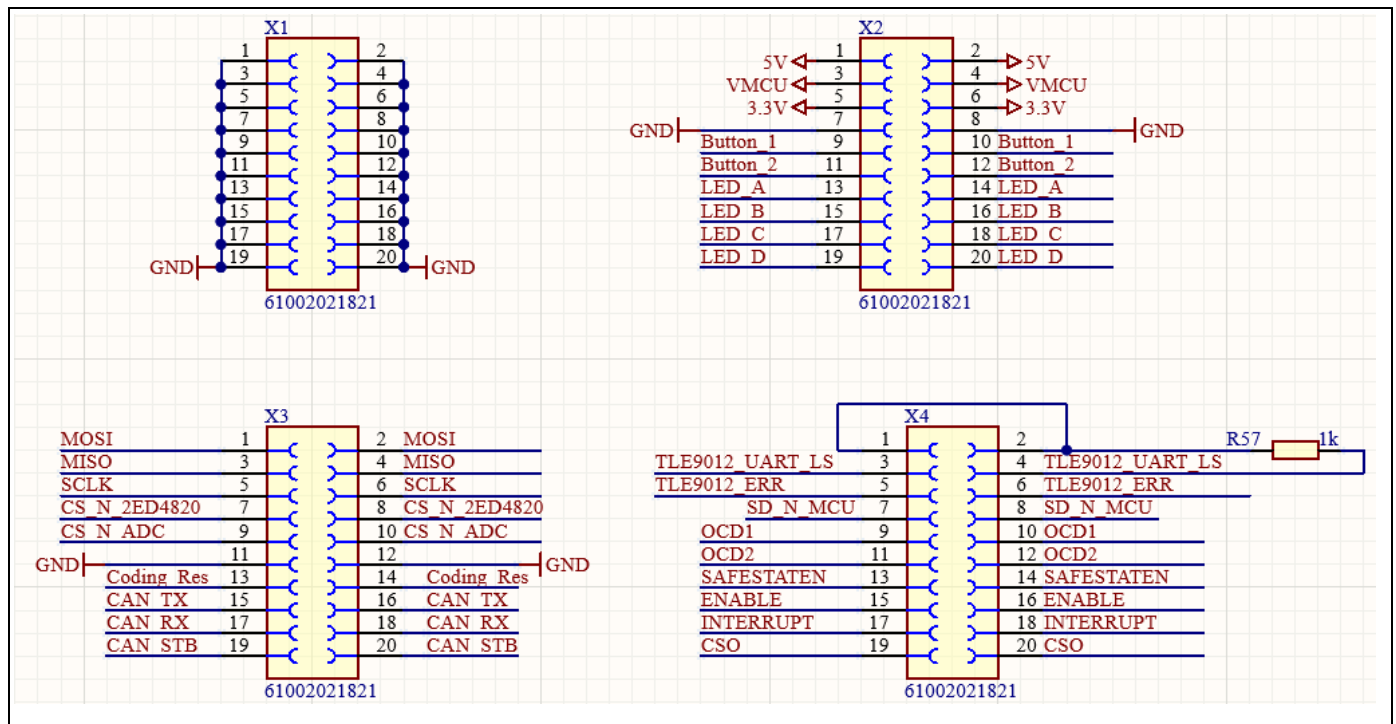 X1
1 2
3 4
5 6
7 8
9 10
11 12
13 14
15 16
17 18
GND 19 20 GND
61002021821
X2
5V 1 2 5V
VMCU 3 4 VMCU
3.3V 5 6 3.3V
GND 7 8 GND
Button_1 9 10 Button_1
Button_2 11 12 Button_2
LED_A 13 14 LED_A
LED_B 15 16 LED_B
LED_C 17 18 LED_C
LED_D 19 20 LED_D
61002021821
X3
MOSI 1 2 MOSI
MISO 3 4 MISO
SCLK 5 6 SCLK
CS_N_2ED4820 7 8 CS_N_2ED4820
CS_N_ADC 9 10 CS_N_ADC
GND 11 12 GND
Coding_Res 13 14 Coding_Res
CAN_TX 15 16 CAN_TX
CAN_RX 17 18 CAN_RX
CAN_STB 19 20 CAN_STB
61002021821
X4
1 2 R57 1k
TLE9012_UART_LS 3 4 TLE9012_UART_LS
TLE9012_ERR 5 6 TLE9012_ERR
SD_N_MCU 7 8 SD_N_MCU
OCD1 9 10 OCD1
OCD2 11 12 OCD2
SAFESTATEN 13 14 SAFESTATEN
ENABLE 15 16 ENABLE
INTERRUPT 17 18 INTERRUPT
CSO 19 20 CSO
61002021821